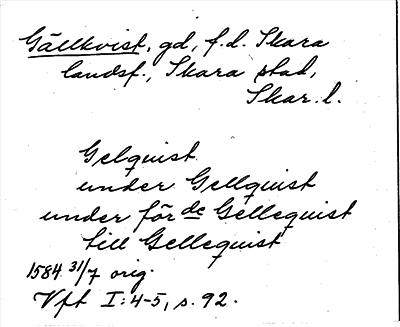 Gällkvist, gd, f.d. Skara
landsf., Skara stad,
Skar. l.
Gelquist
under Gellquist
under för de Gellequist
till Gellequist
1584 31/7 orig.
Vft I:4-5, s. 92.